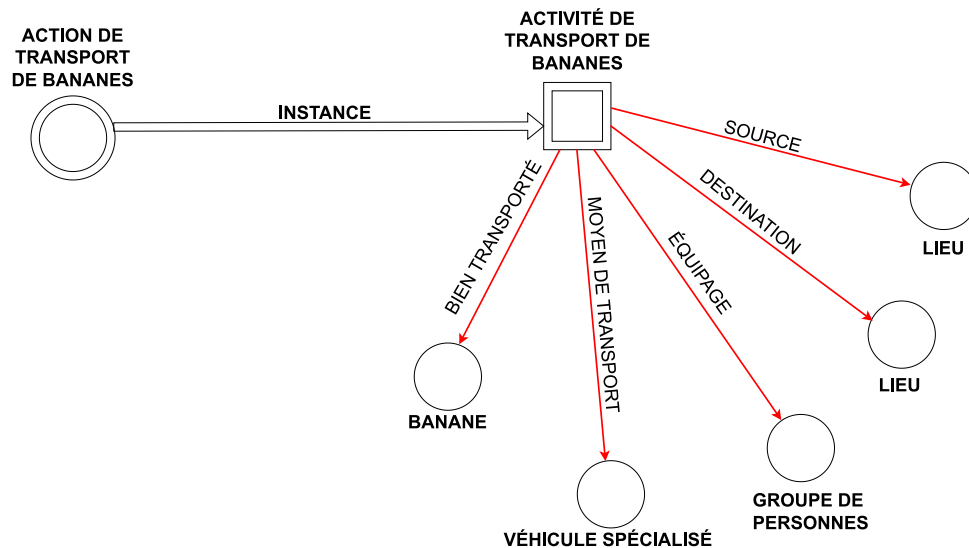 ACTION DE
TRANSPORT
DE BANANES
ACTIVITÉ DE
TRANSPORT DE
BANANES
INSTANCE
SOURCE
DESTINATION
ÉQUIPAGE
MOYEN DE TRANSPORT
BIEN TRANSPORTÉ
LIEU
LIEU
BANANE
GROUPE DE
PERSONNES
VÉHICULE SPÉCIALISÉ